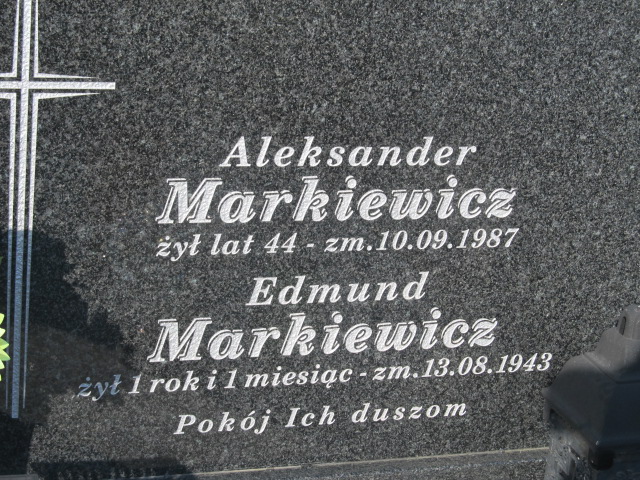 Aleksander
Markiewicz
żył lat 44 - zm.10.09.1987
Edmund
Markiewicz
żył 1 rok i 1 miesiąc - zm.13.08.1943
Pokój Ich duszom